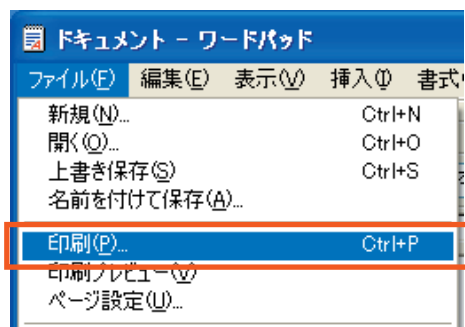 ドキュメント - ワードパッド
ファイル(F) 編集(E) 表示(V) 挿入(I) 書式
新規(N)... Ctrl+N
開く(O)... Ctrl+O
上書き保存(S) Ctrl+S
名前を付けて保存(A)...
印刷(P)... Ctrl+P
印刷プレビュー(V)
ページ設定(U)...